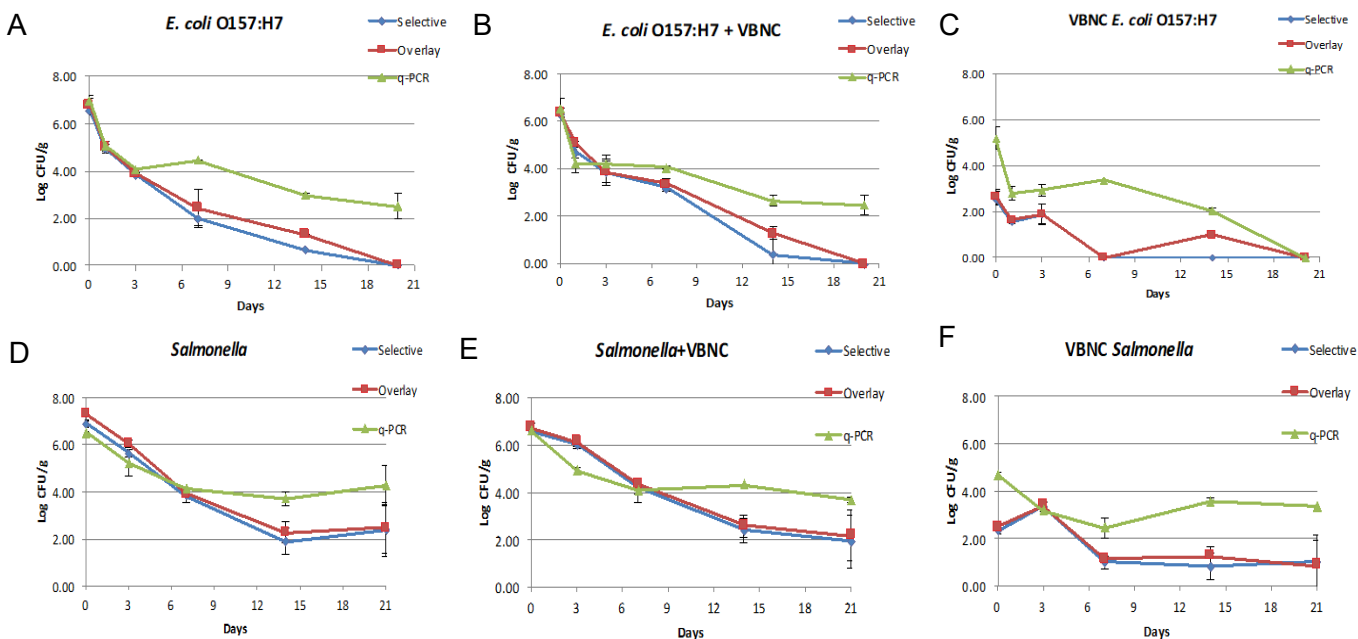 A
E. coli O157:H7
Selective
Overlay
q-PCR
8.00
6.00
4.00
2.00
0.00
Log CFU/g
0 3 6 9 12 15 18 21
Days
B
E. coli O157:H7 + VBNC
Selective
Overlay
q-PCR
8.00
6.00
4.00
2.00
0.00
Log CFU/g
0 3 6 9 12 15 18 21
Days
C
VBNC E. coli O157:H7
Selective
Overlay
q-PCR
8.00
6.00
4.00
2.00
0.00
Log CFU/g
0 3 6 9 12 15 18 21
Days
D
Salmonella
Selective
Overlay
q-PCR
8.00
6.00
4.00
2.00
0.00
Log CFU/g
0 3 6 9 12 15 18 21
Days
E
Salmonella+VBNC
Selective
Overlay
q-PCR
8.00
6.00
4.00
2.00
0.00
Log CFU/g
0 3 6 9 12 15 18 21
Days
F
VBNC Salmonella
Selective
Overlay
q-PCR
8.00
6.00
4.00
2.00
0.00
Log CFU/g
0 3 6 9 12 15 18 21
Days